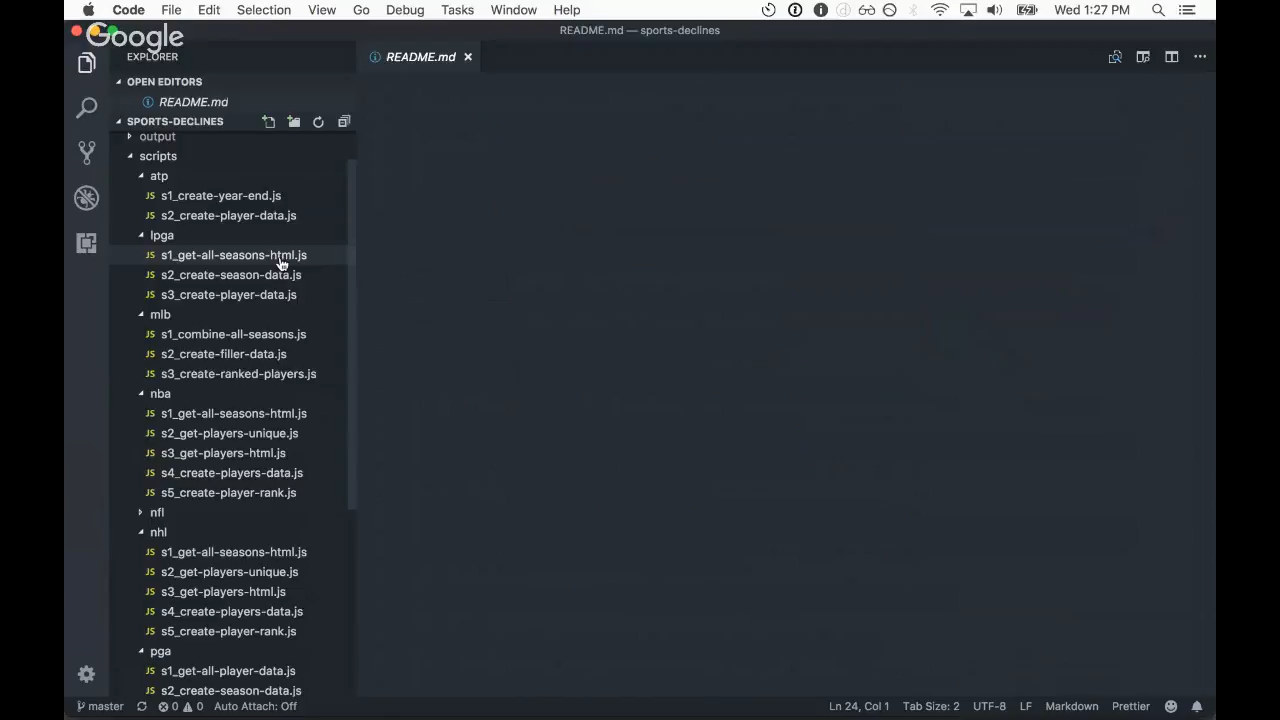 Code File Edit Selection View Go Debug Tasks Window Help Wed 1:27 PM
README.md — sports-declines
Google
EXPLORER
README.md
OPEN EDITORS
README.md
SPORTS-DECLINES
output
scripts
atp
JS s1_create-year-end.js
JS s2_create-player-data.js
lpga
JS s1_get-all-seasons-html.js
JS s2_create-season-data.js
JS s3_create-player-data.js
mlb
JS s1_combine-all-seasons.js
JS s2_create-filler-data.js
JS s3_create-ranked-players.js
nba
JS s1_get-all-seasons-html.js
JS s2_get-players-unique.js
JS s3_get-players-html.js
JS s4_create-players-data.js
JS s5_create-player-rank.js
nfl
nhl
JS s1_get-all-seasons-html.js
JS s2_get-players-unique.js
JS s3_get-players-html.js
JS s4_create-players-data.js
JS s5_create-player-rank.js
pga
JS s1_get-all-player-data.js
JS s2_create-season-data.js
master 0 0 Auto Attach: Off Ln 24, Col 1 Tab Size: 2 UTF-8 LF Markdown Prettier